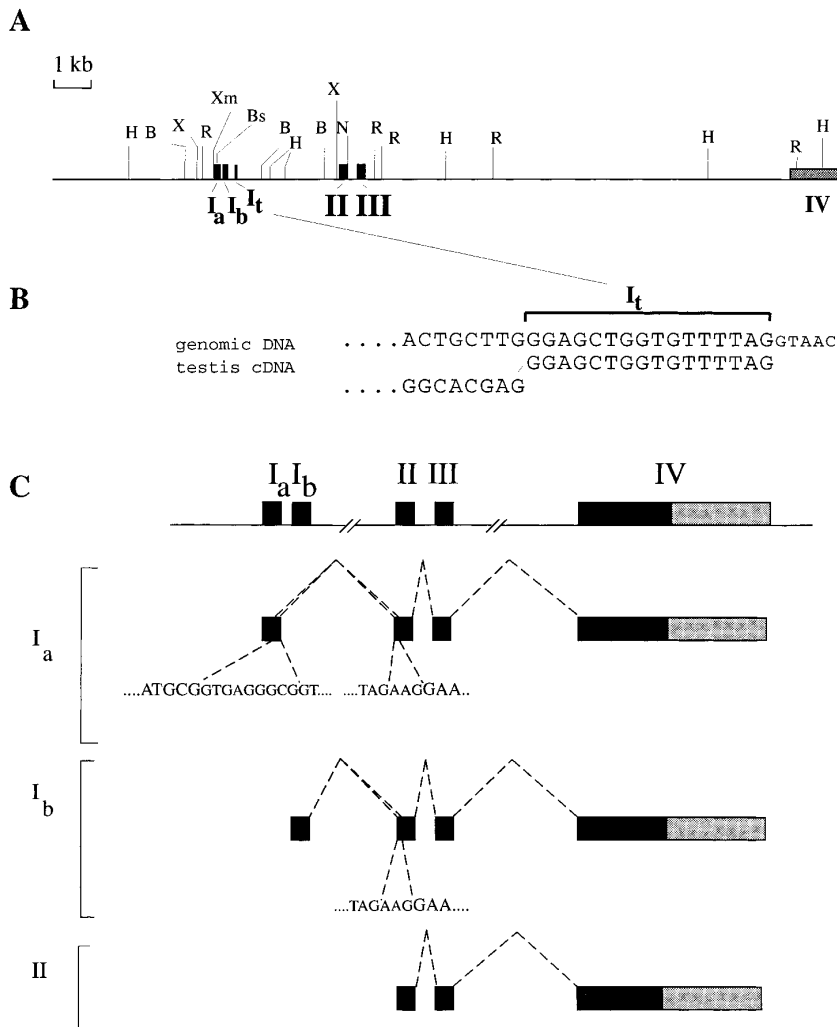 A
1 kb
H B X R Xm Bs B H B X N R R H R H R H
Ia Ib It II III IV
B
It
genomic DNA ....ACTGCTTGGGAGCTGGTGTTTTAGGTAAC
testis cDNA GGAGCTGGTGTTTTAG
....GGCACGAG
C
Ia Ib II III IV
Ia
....ATGCGGTGAGGGCGGT.... ....TAGAAGGAA..
Ib
....TAGAAGGAA....
II